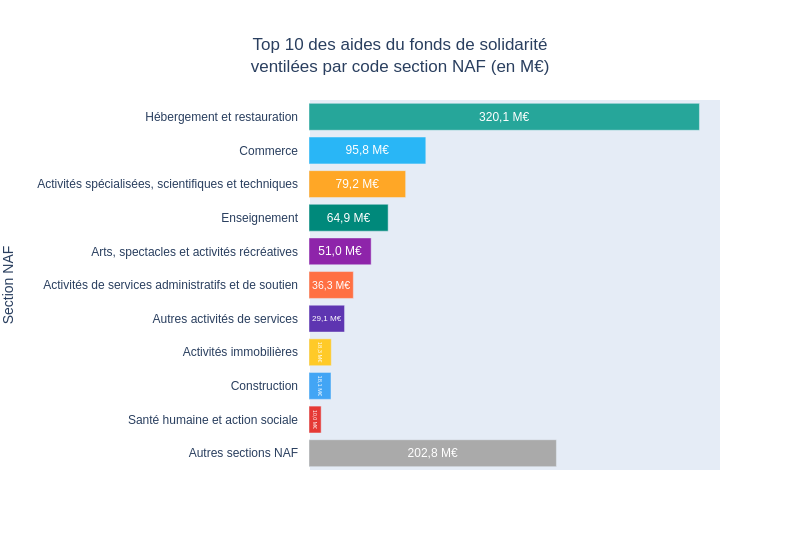 Top 10 des aides du fonds de solidarité
ventilées par code section NAF (en M€)
Section NAF
Hébergement et restauration 320,1 M€
Commerce 95,8 M€
Activités spécialisées, scientifiques et techniques 79,2 M€
Enseignement 64,9 M€
Arts, spectacles et activités récréatives 51,0 M€
Activités de services administratifs et de soutien 36,3 M€
Autres activités de services 29,1 M€
Activités immobilières
Construction
Santé humaine et action sociale
Autres sections NAF 202,8 M€